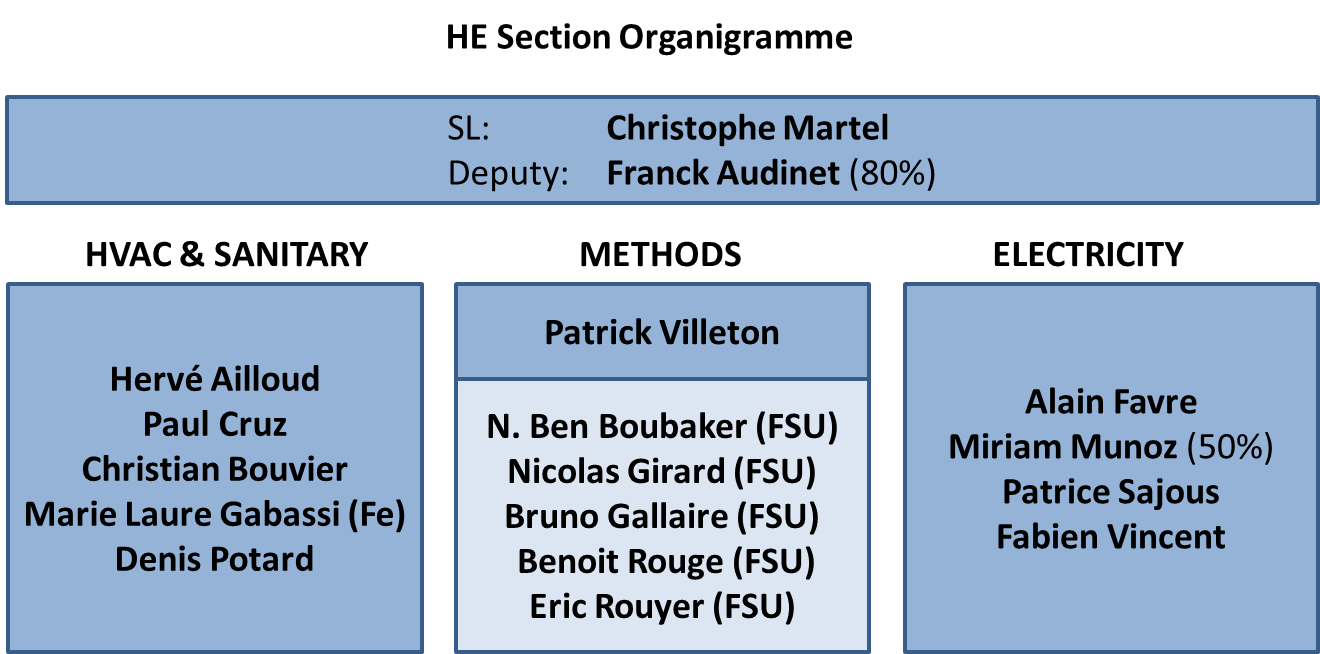 HE Section Organigramme
SL: Christophe Martel
Deputy: Franck Audinet (80%)
HVAC & SANITARY
Hervé Ailloud
Paul Cruz
Christian Bouvier
Marie Laure Gabassi (Fe)
Denis Potard
METHODS
Patrick Villeton
N. Ben Boubaker (FSU)
Nicolas Girard (FSU)
Bruno Gallaire (FSU)
Benoit Rouge (FSU)
Eric Rouyer (FSU)
ELECTRICITY
Alain Favre
Miriam Munoz (50%)
Patrice Sajous
Fabien Vincent